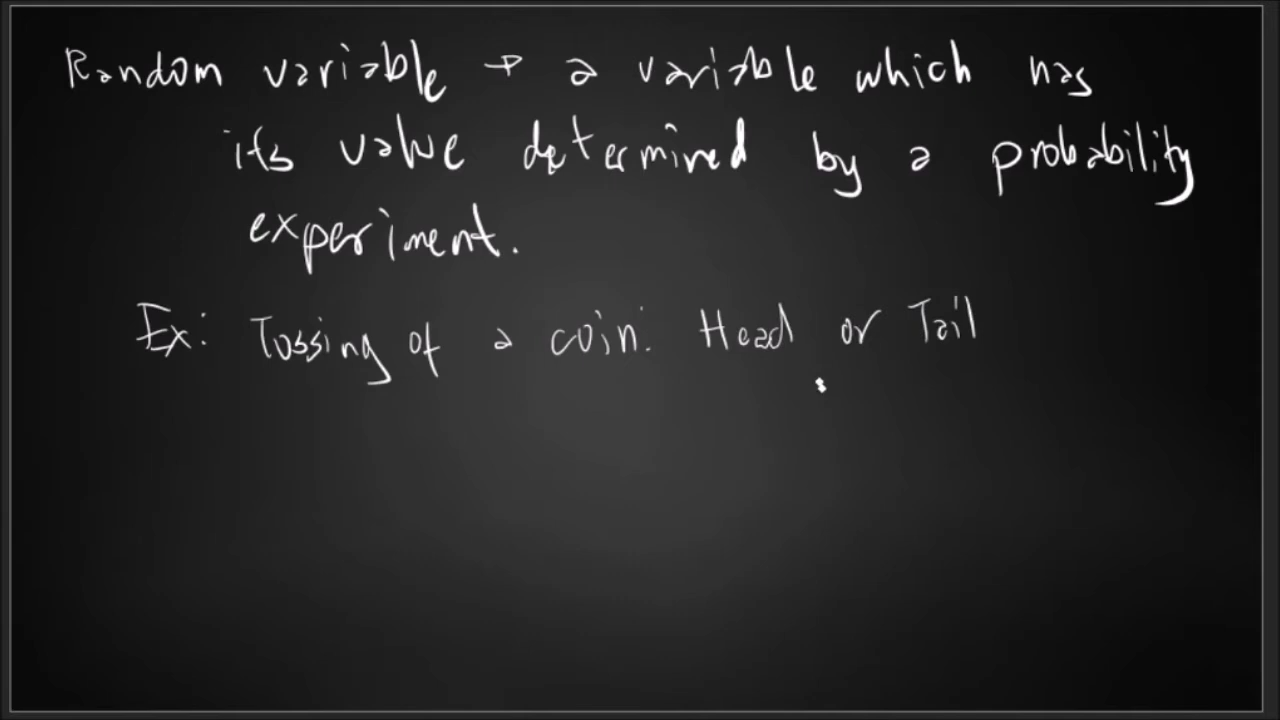 Random variable → a variable which has
its value determined by a probability
experiment.
Ex: Tossing of a coin: Head or Tail